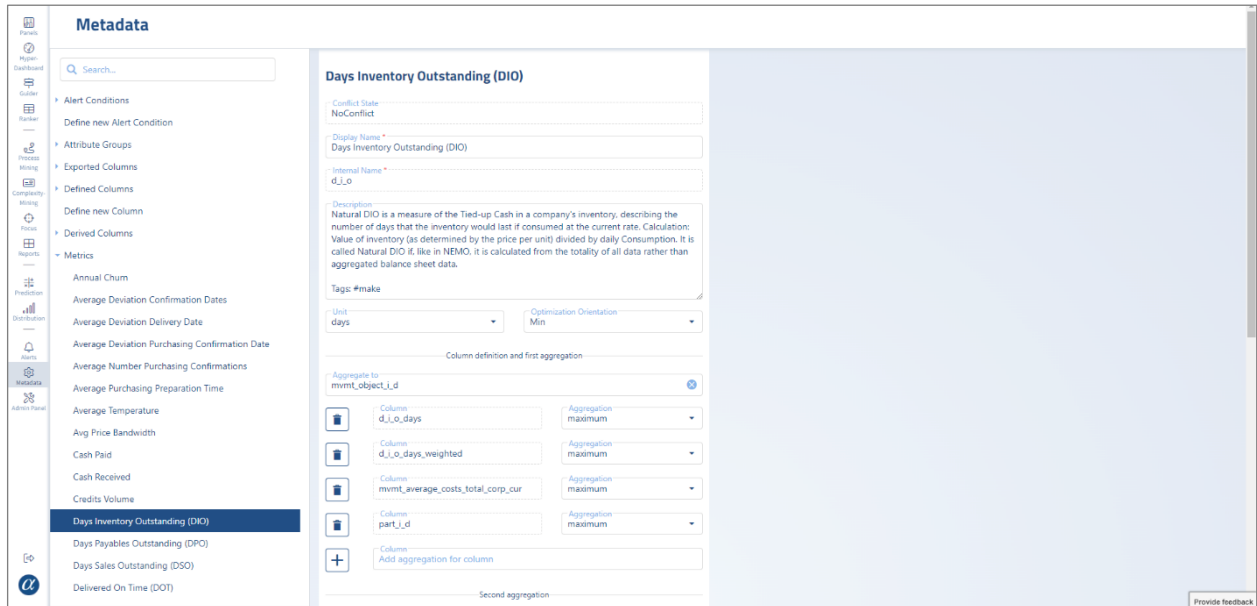 Metadata
Panels
Hyper-
Dashboard
Guider
Ranker
Process
Mining
Complexity-
Mining
Focus
Reports
Prediction
Distribution
Alerts
Metadata
Admin Panel
α
Search...
Alert Conditions
Define new Alert Condition
Attribute Groups
Exported Columns
Defined Columns
Define new Column
Derived Columns
Metrics
Annual Churn
Average Deviation Confirmation Dates
Average Deviation Delivery Date
Average Deviation Purchasing Confirmation Date
Average Number Purchasing Confirmations
Average Purchasing Preparation Time
Average Temperature
Avg Price Bandwidth
Cash Paid
Cash Received
Credits Volume
Days Inventory Outstanding (DIO)
Days Payables Outstanding (DPO)
Days Sales Outstanding (DSO)
Delivered On Time (DOT)
Days Inventory Outstanding (DIO)
Conflict State
NoConflict
Display Name *
Days Inventory Outstanding (DIO)
Internal Name *
d_i_o
Description
Natural DIO is a measure of the Tied-up Cash in a company's inventory, describing the
number of days that the inventory would last if consumed at the current rate. Calculation:
Value of inventory (as determined by the price per unit) divided by daily Consumption. It is
called Natural DIO if, like in NEMO, it is calculated from the totality of all data rather than
aggregated balance sheet data.
Tags: #make
Unit Optimization Orientation
days Min
Column definition and first aggregation
Aggregate to
mvmt_object_i_d
Column Aggregation
d_i_o_days maximum
Column Aggregation
d_i_o_days_weighted maximum
Column Aggregation
mvmt_average_costs_total_corp_cur maximum
Column Aggregation
part_i_d maximum
Column
Add aggregation for column
Second aggregation
Provide feedback